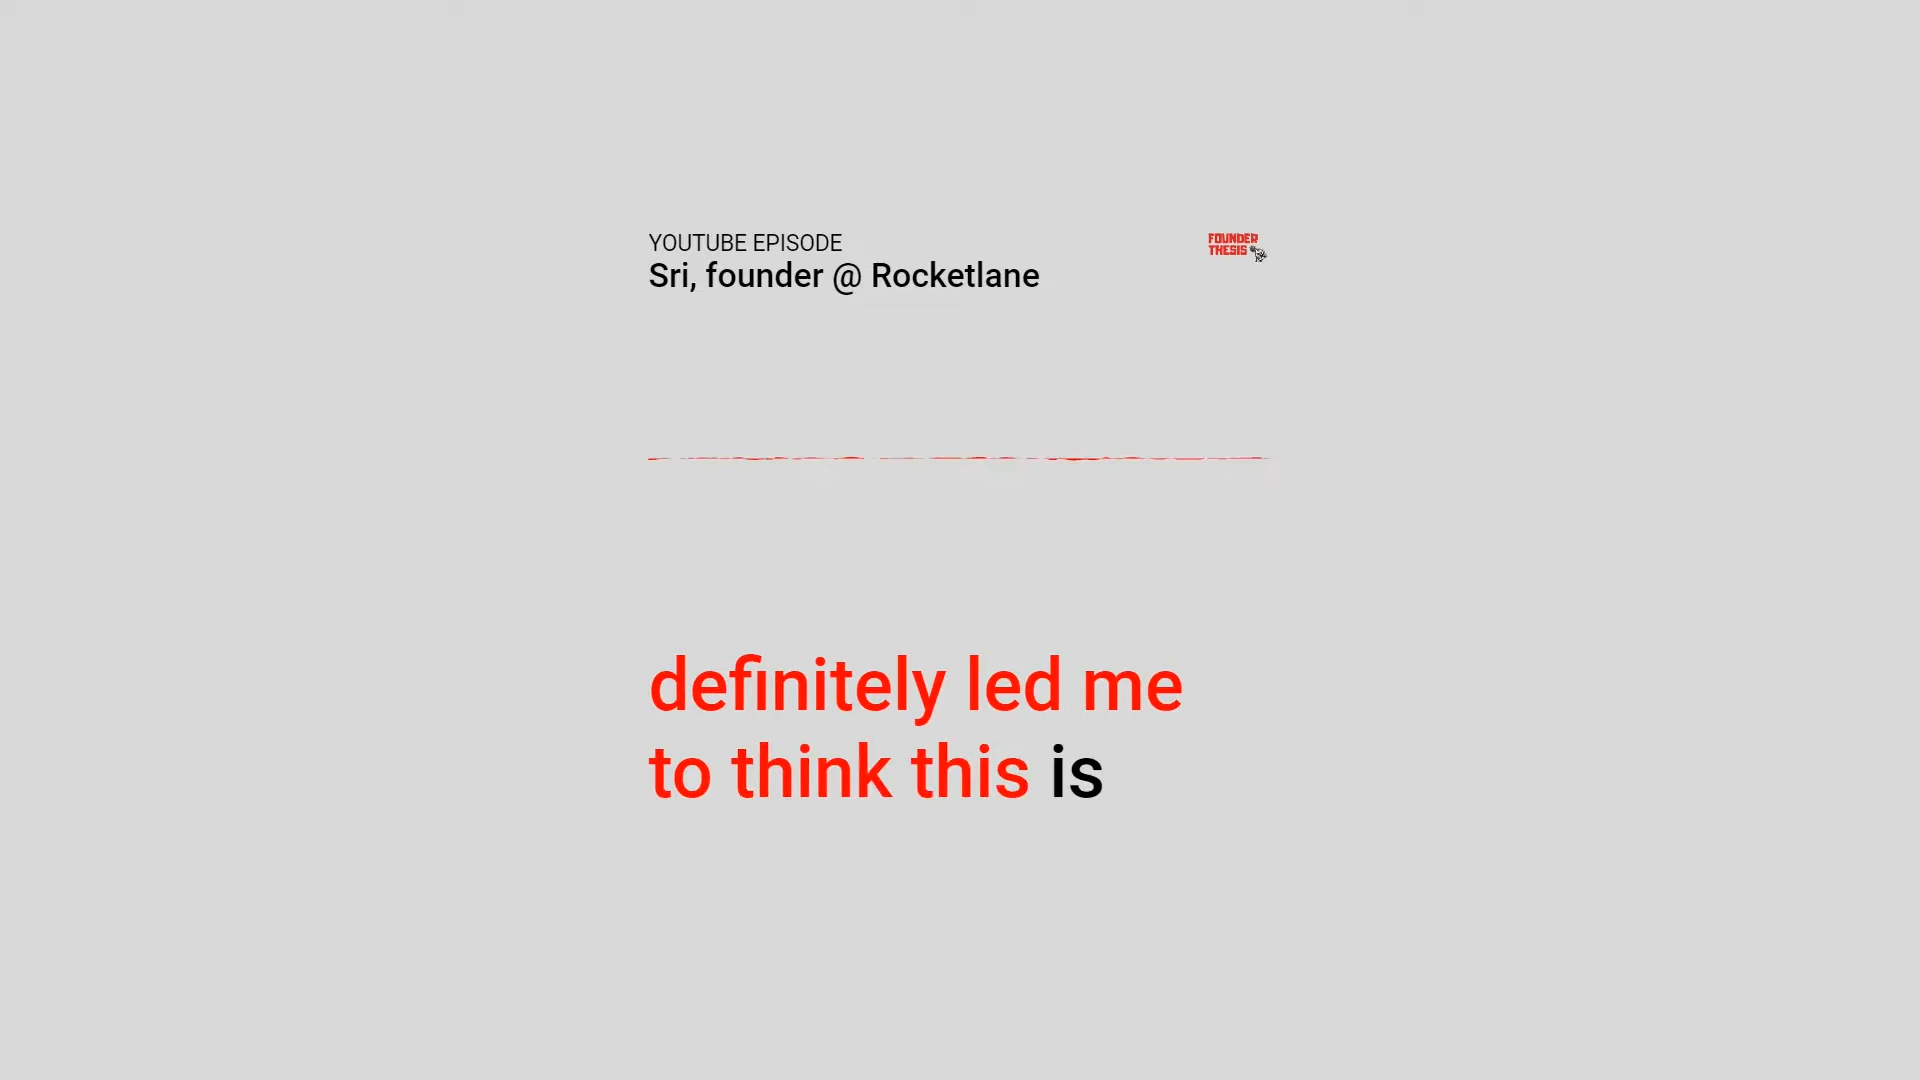 YOUTUBE EPISODE
Sri, founder @ Rocketlane
FOUNDER
THESIS
definitely led me
to think this is